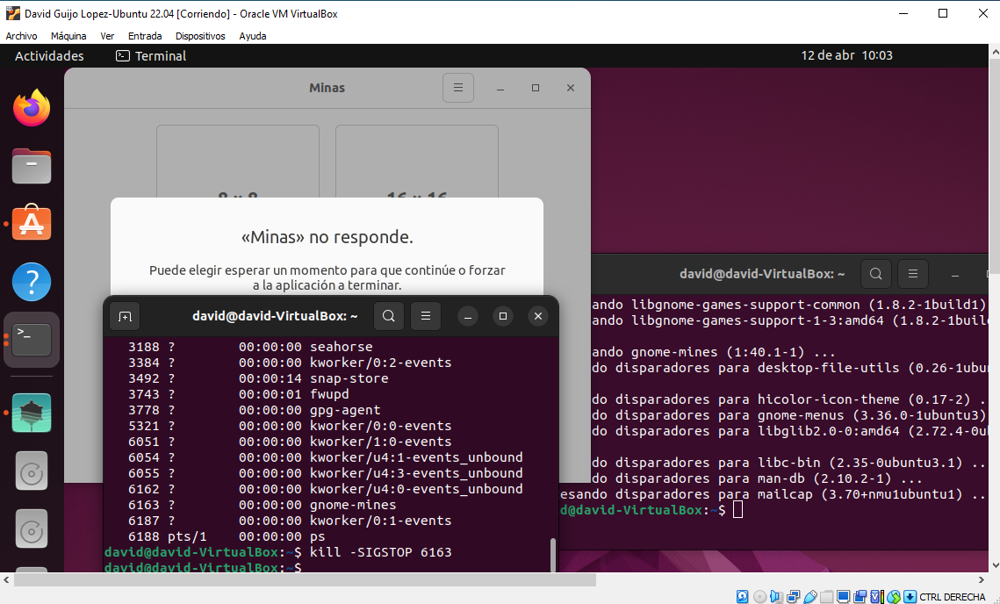 David Guijo Lopez-Ubuntu 22.04 [Corriendo] - Oracle VM VirtualBox
Archivo Máquina Ver Entrada Dispositivos Ayuda
Actividades Terminal 12 de abr 10:03
Minas
8 × 8 16 × 16
«Minas» no responde.
Puede elegir esperar un momento para que continúe o forzar
a la aplicación a terminar.
david@david-VirtualBox: ~
ando libgnome-games-support-common (1.8.2-1build1)
ando libgnome-games-support-1-3:amd64 (1.8.2-1buil
ando gnome-mines (1:40.1-1) ...
do disparadores para desktop-file-utils (0.26-1ubu
do disparadores para hicolor-icon-theme (0.17-2) .
do disparadores para gnome-menus (3.36.0-1ubuntu3)
do disparadores para libglib2.0-0:amd64 (2.72.4-0u
do disparadores para libc-bin (2.35-0ubuntu3.1) ..
do disparadores para man-db (2.10.2-1) ...
esando disparadores para mailcap (3.70+nmu1ubuntu1) ..
d@david-VirtualBox:~$
david@david-VirtualBox: ~
3188 ? 00:00:00 seahorse
3384 ? 00:00:00 kworker/0:2-events
3492 ? 00:00:14 snap-store
3743 ? 00:00:01 fwupd
3778 ? 00:00:00 gpg-agent
5321 ? 00:00:00 kworker/0:0-events
6051 ? 00:00:00 kworker/1:0-events
6054 ? 00:00:00 kworker/u4:1-events_unbound
6055 ? 00:00:00 kworker/u4:3-events_unbound
6162 ? 00:00:00 kworker/u4:0-events_unbound
6163 ? 00:00:00 gnome-mines
6187 ? 00:00:00 kworker/0:1-events
6188 pts/1 00:00:00 ps
david@david-VirtualBox:~$ kill -SIGSTOP 6163
david@david-VirtualBox:~$
CTRL DERECHA